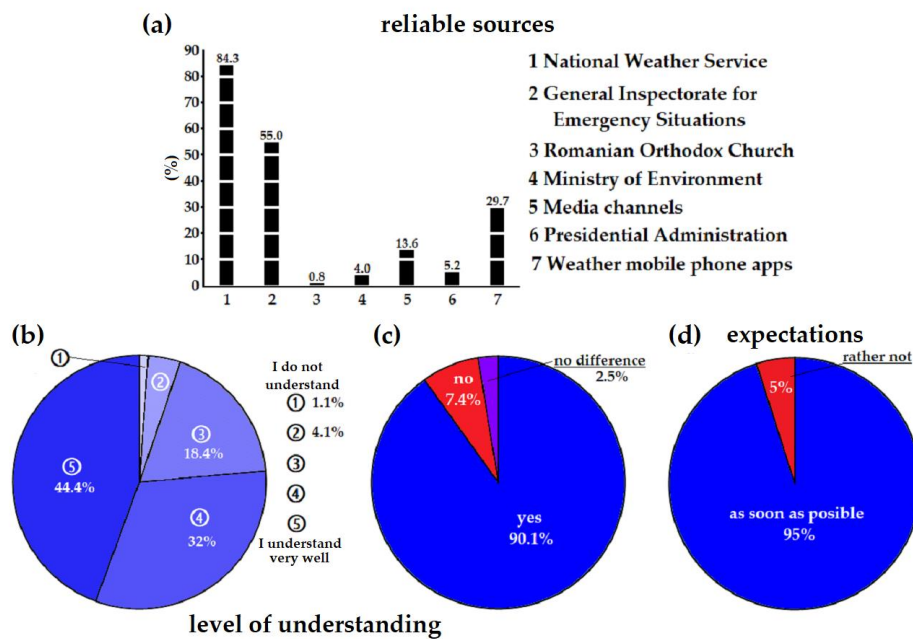 (a)
reliable sources
(%)
90
80
70
60
50
40
30
20
10
0
84.3
55.0
0.8
4.0
13.6
5.2
29.7
1
2
3
4
5
6
7
1 National Weather Service
2 General Inspectorate for
Emergency Situations
3 Romanian Orthodox Church
4 Ministry of Environment
5 Media channels
6 Presidential Administration
7 Weather mobile phone apps
(b)
①
②
③
18.4%
④
32%
⑤
44.4%
I do not
understand
① 1.1%
② 4.1%
③
④
⑤
I understand
very well
level of understanding
(c)
no difference
2.5%
no
7.4%
yes
90.1%
(d)
expectations
rather not
5%
as soon as posible
95%